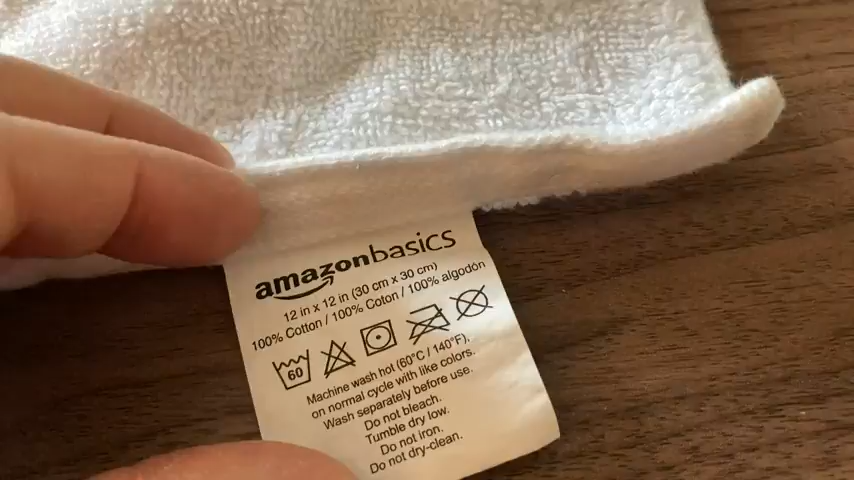 amazonbasics
12 in x 12 in (30 cm x 30 cm)
100% Cotton / 100% Coton / 100% algodón
60
Machine wash hot (60°C / 140°F),
on normal cycle with like colors.
Wash separately before use.
Do not bleach.
Tumble dry low.
Do not iron.
Do not dry-clean.